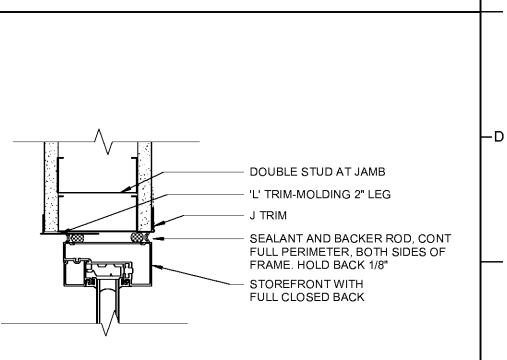 D
DOUBLE STUD AT JAMB
'L' TRIM-MOLDING 2" LEG
J TRIM
SEALANT AND BACKER ROD, CONT
FULL PERIMETER, BOTH SIDES OF
FRAME. HOLD BACK 1/8"
STOREFRONT WITH
FULL CLOSED BACK